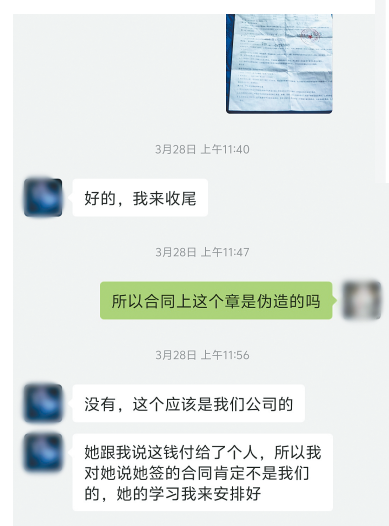 3月28日 上午11:40
好的，我来收尾
3月28日 上午11:47
所以合同上这个章是伪造的吗
3月28日 上午11:56
没有，这个应该是我们公司的
她跟我说这钱付给了个人，所以我
对她说她签的合同肯定不是我们
的，她的学习我来安排好